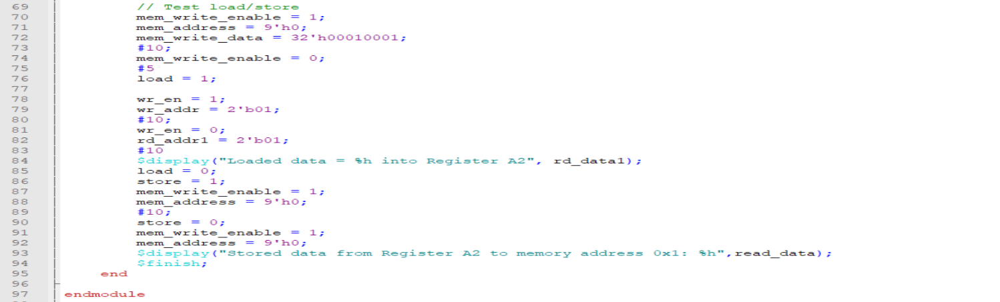 69 // Test load/store
70 mem_write_enable = 1;
71 mem_address = 9'h0;
72 mem_write_data = 32'h00010001;
73 #10;
74 mem_write_enable = 0;
75 #5
76 load = 1;
77
78 wr_en = 1;
79 wr_addr = 2'b01;
80 #10;
81 wr_en = 0;
82 rd_addr1 = 2'b01;
83 #10
84 $display("Loaded data = %h into Register A2", rd_data1);
85 load = 0;
86 store = 1;
87 mem_write_enable = 1;
88 mem_address = 9'h0;
89 #10;
90 store = 0;
91 mem_write_enable = 1;
92 mem_address = 9'h0;
93 $display("Stored data from Register A2 to memory address 0x1: %h",read_data);
94 $finish;
95 end
96
97 endmodule